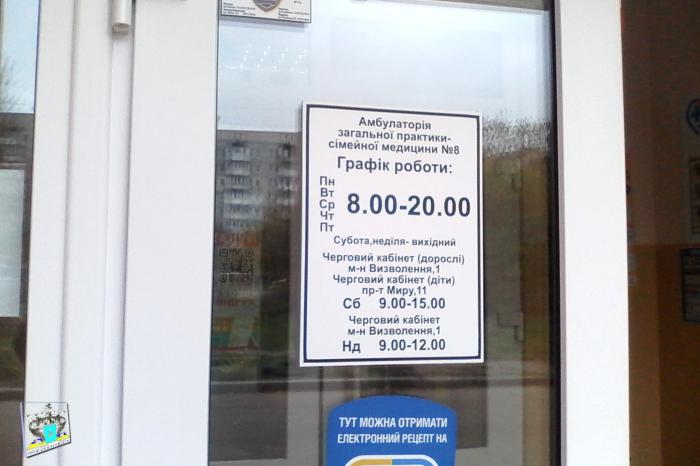 Амбулаторія
загальної практики-
сімейної медицини №8
Графік роботи:
Пн
Вт
Ср
Чт
Пт
8.00-20.00
Субота,неділя- вихідний
Черговий кабінет (дорослі)
м-н Визволення,1
Черговий кабінет (діти)
пр-т Миру,11
Сб 9.00-15.00
Черговий кабінет
м-н Визволення,1
Нд 9.00-12.00
ТУТ МОЖНА ОТРИМАТИ
ЕЛЕКТРОННИЙ РЕЦЕПТ НА